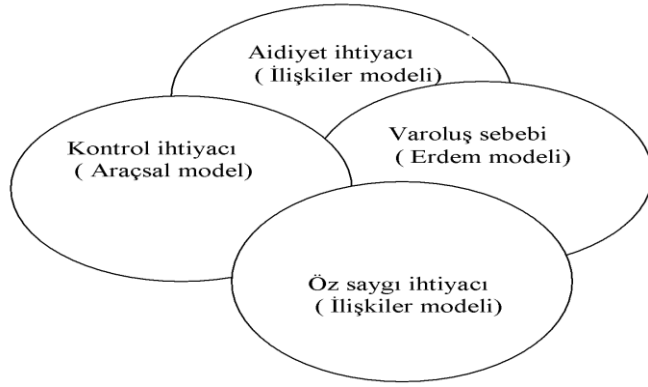 Aidiyet ihtiyacı
( İlişkiler modeli)
Kontrol ihtiyacı
( Araçsal model)
Varoluş sebebi
( Erdem modeli)
Öz saygı ihtiyacı
( İlişkiler modeli)